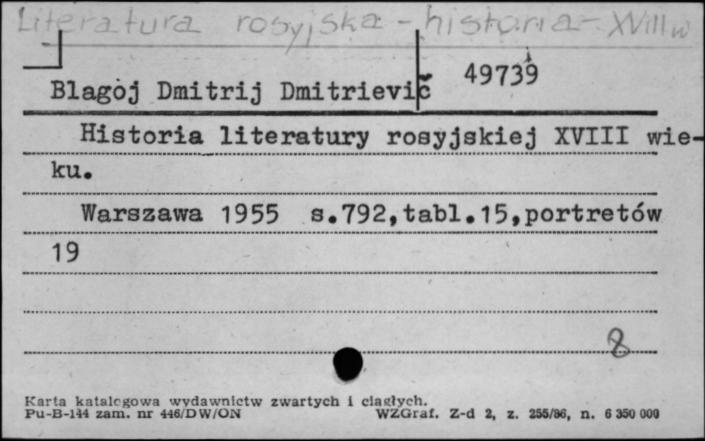 Literatura rosyjska - historia - XVIII w
49739
Blagoj Dmitrij Dmitrievič
Historia literatury rosyjskiej XVIII wie-
ku.
Warszawa 1955 s.792,tabl.15,portretów
19
8
Karta katalogowa wydawnictw zwartych i ciągłych.
Pu-B-144 zam. nr 446/DW/ON WZGraf. Z-d 2, z. 255/86, n. 6 350 000